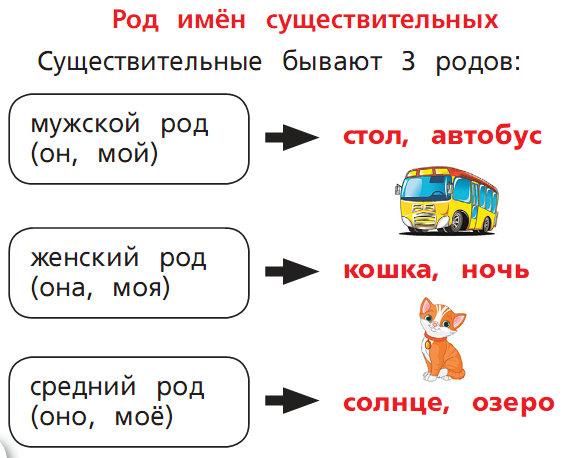 Род имён существительных
Существительные бывают 3 родов:
мужской род
(он, мой)
стол, автобус
женский род
(она, моя)
кошка, ночь
средний род
(оно, моё)
солнце, озеро